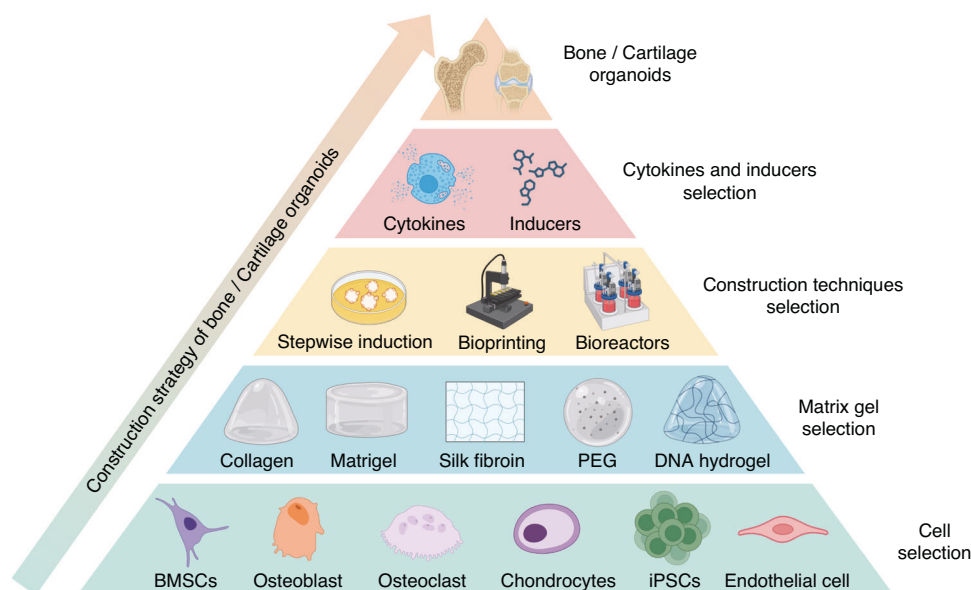 Bone / Cartilage
organoids
Construction strategy of bone / Cartilage organoids
Cytokines
Inducers
Cytokines and inducers
selection
Stepwise induction
Bioprinting
Bioreactors
Construction techniques
selection
Collagen
Matrigel
Silk fibroin
PEG
DNA hydrogel
Matrix gel
selection
BMSCs
Osteoblast
Osteoclast
Chondrocytes
iPSCs
Endothelial cell
Cell
selection